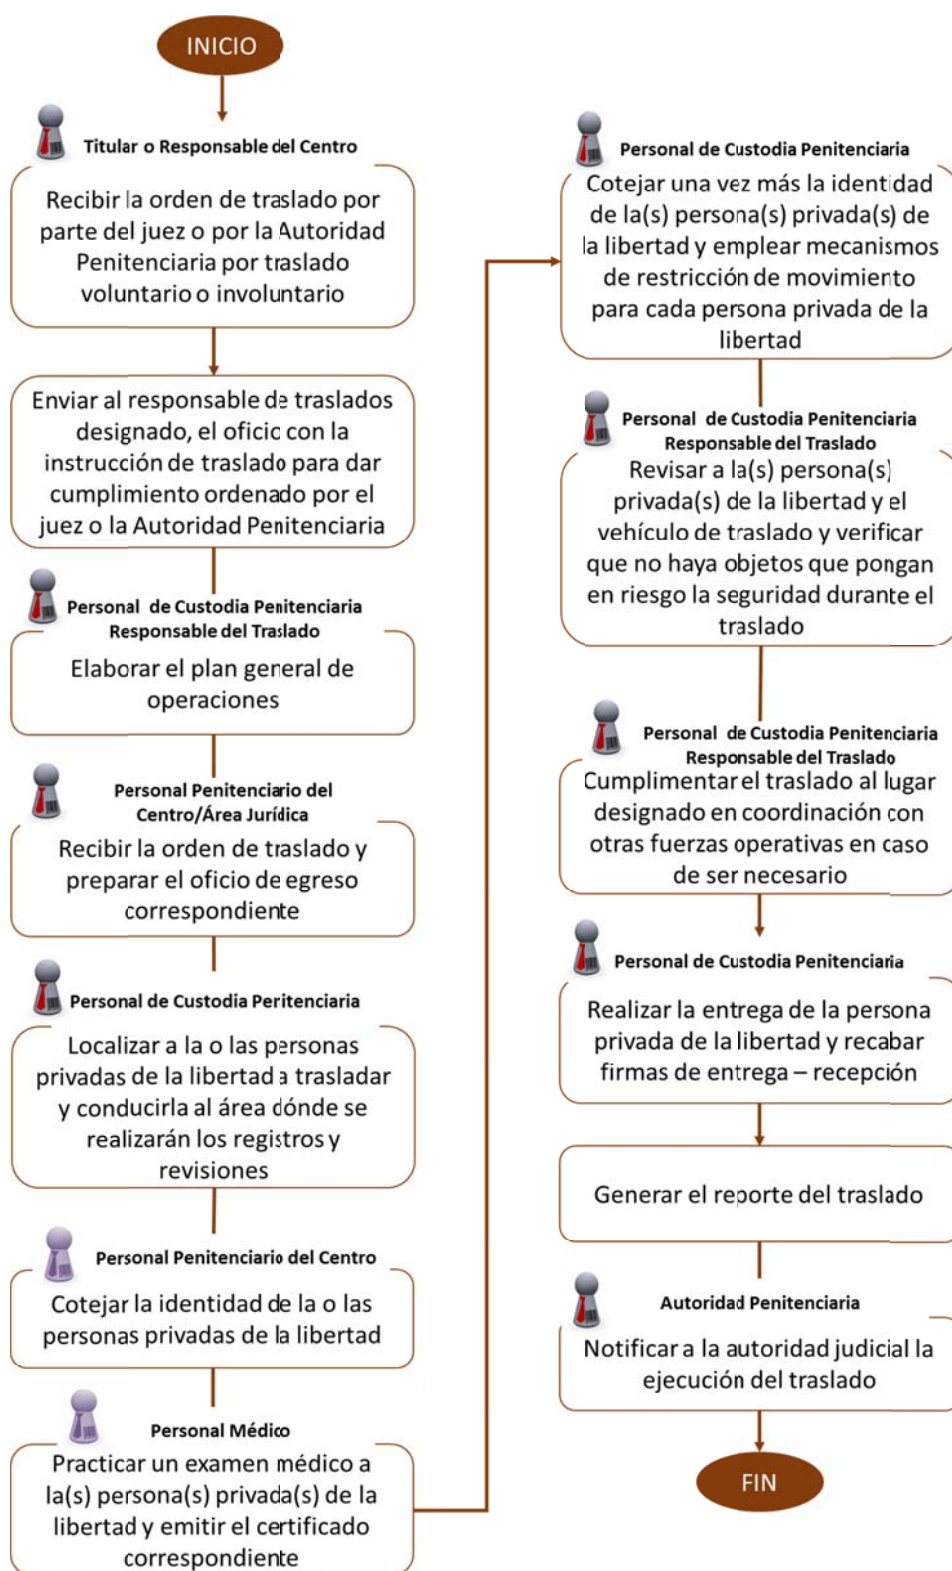 INICIO
Titular o Responsable del Centro
Recibir la orden de traslado por
parte del juez o por la Autoridad
Penitenciaria por traslado
voluntario o involuntario
Enviar al responsable de traslados
designado, el oficio con la
instrucción de traslado para dar
cumplimiento ordenado por el
juez o la Autoridad Penitenciaria
Personal de Custodia Penitenciaria
Responsable del Traslado
Elaborar el plan general de
operaciones
Personal Penitenciario del
Centro/Área Jurídica
Recibir la orden de traslado y
preparar el oficio de egreso
correspondiente
Personal de Custodia Penitenciaria
Localizar a la o las personas
privadas de la libertad a trasladar
y conducirla al área dónde se
realizarán los registros y
revisiones
Personal Penitenciario del Centro
Cotejar la identidad de la o las
personas privadas de la libertad
Personal Médico
Practicar un examen médico a
la(s) persona(s) privada(s) de la
libertad y emitir el certificado
correspondiente
Personal de Custodia Penitenciaria
Cotejar una vez más la identidad
de la(s) persona(s) privada(s) de
la libertad y emplear mecanismos
de restricción de movimiento
para cada persona privada de la
libertad
Personal de Custodia Penitenciaria
Responsable del Traslado
Revisar a la(s) persona(s)
privada(s) de la libertad y el
vehículo de traslado y verificar
que no haya objetos que pongan
en riesgo la seguridad durante el
traslado
Personal de Custodia Penitenciaria
Responsable del Traslado
Cumplimentar el traslado al lugar
designado en coordinación con
otras fuerzas operativas en caso
de ser necesario
Personal de Custodia Penitenciaria
Realizar la entrega de la persona
privada de la libertad y recabar
firmas de entrega – recepción
Generar el reporte del traslado
Autoridad Penitenciaria
Notificar a la autoridad judicial la
ejecución del traslado
FIN